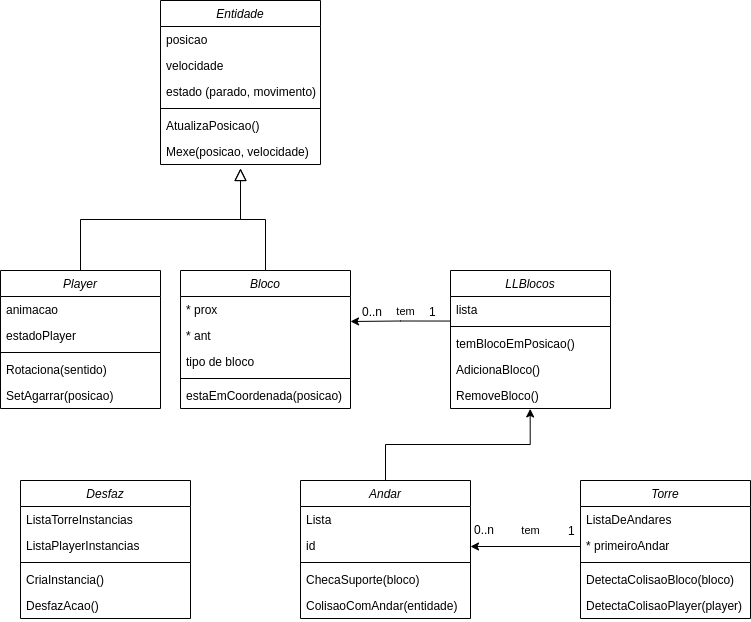 Entidade
posicao
velocidade
estado (parado, movimento)
AtualizaPosicao()
Mexe(posicao, velocidade)
Player
animacao
estadoPlayer
Rotaciona(sentido)
SetAgarrar(posicao)
Bloco
* prox
* ant
tipo de bloco
estaEmCoordenada(posicao)
0..n tem 1
LLBlocos
lista
temBlocoEmPosicao()
AdicionaBloco()
RemoveBloco()
Desfaz
ListaTorreInstancias
ListaPlayerInstancias
CriaInstancia()
DesfazAcao()
Andar
Lista
id
ChecaSuporte(bloco)
ColisaoComAndar(entidade)
0..n tem 1
Torre
ListaDeAndares
* primeiroAndar
DetectaColisaoBloco(bloco)
DetectaColisaoPlayer(player)